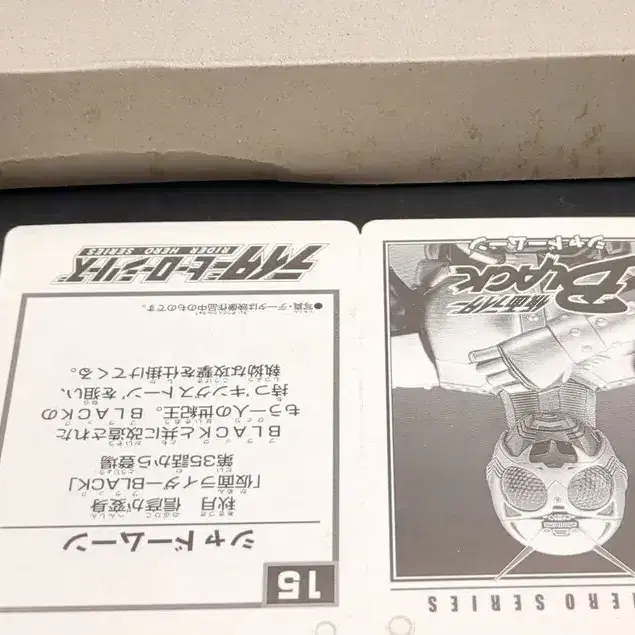 15
シャドームーン
秋月 信彦が変身
「仮面ライダーBLACK」
第35話から登場
BLACKと共に改造された
もう一人の世紀王。BLACKの
持つ"キングストーン"を狙い、
執拗な攻撃を仕掛けてくる。
●写真・データは映像作品中のものです。
ライダーヒーローシリーズ
RIDER HERO SERIES
HERO SERIES
仮面ライダー
BLACK
シャドームーン